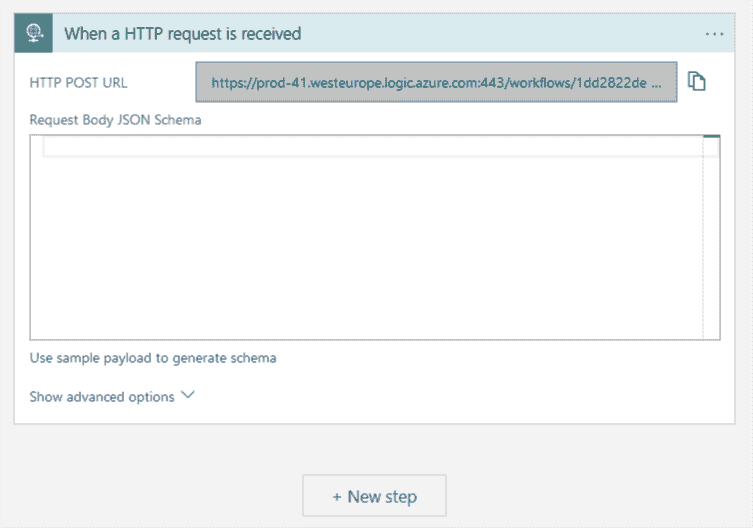 When a HTTP request is received
...
HTTP POST URL
https://prod-41.westeurope.logic.azure.com:443/workflows/1dd2822de ...
Request Body JSON Schema
Use sample payload to generate schema
Show advanced options
+ New step